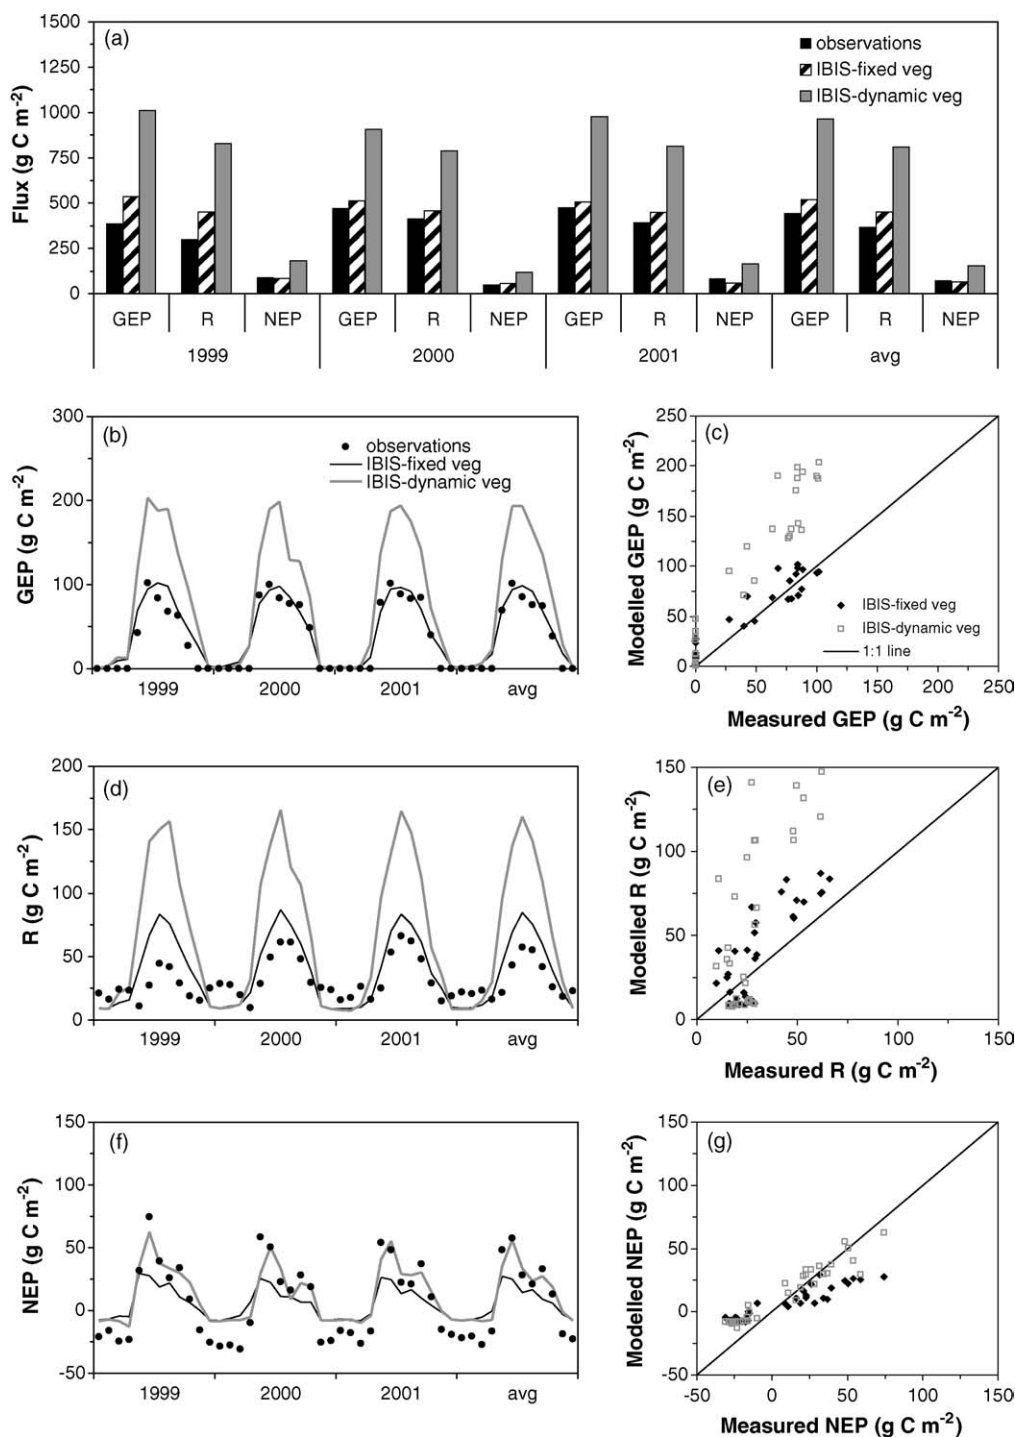 (a)
observations
IBIS-fixed veg
IBIS-dynamic veg
Flux (g C m⁻²)
1500
1250
1000
750
500
250
0
GEP R NEP GEP R NEP GEP R NEP GEP R NEP
1999 2000 2001 avg
(b)
observations
IBIS-fixed veg
IBIS-dynamic veg
GEP (g C m⁻²)
300
200
100
0
1999 2000 2001 avg
(c)
Modelled GEP (g C m⁻²)
250
200
150
100
50
0
IBIS-fixed veg
IBIS-dynamic veg
1:1 line
0 50 100 150 200 250
Measured GEP (g C m⁻²)
(d)
R (g C m⁻²)
200
150
100
50
0
1999 2000 2001 avg
(e)
Modelled R (g C m⁻²)
150
100
50
0
0 50 100 150
Measured R (g C m⁻²)
(f)
NEP (g C m⁻²)
150
100
50
0
-50
1999 2000 2001 avg
(g)
Modelled NEP (g C m⁻²)
150
100
50
0
-50
-50 0 50 100 150
Measured NEP (g C m⁻²)